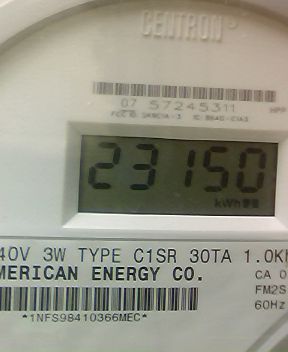 CENTRON®
07 57245311
23150
kWh
40V 3W TYPE C1SR 30TA 1.0K
MERICAN ENERGY CO.
CA 0
FM2S
60Hz
*1NFS98410366MEC*